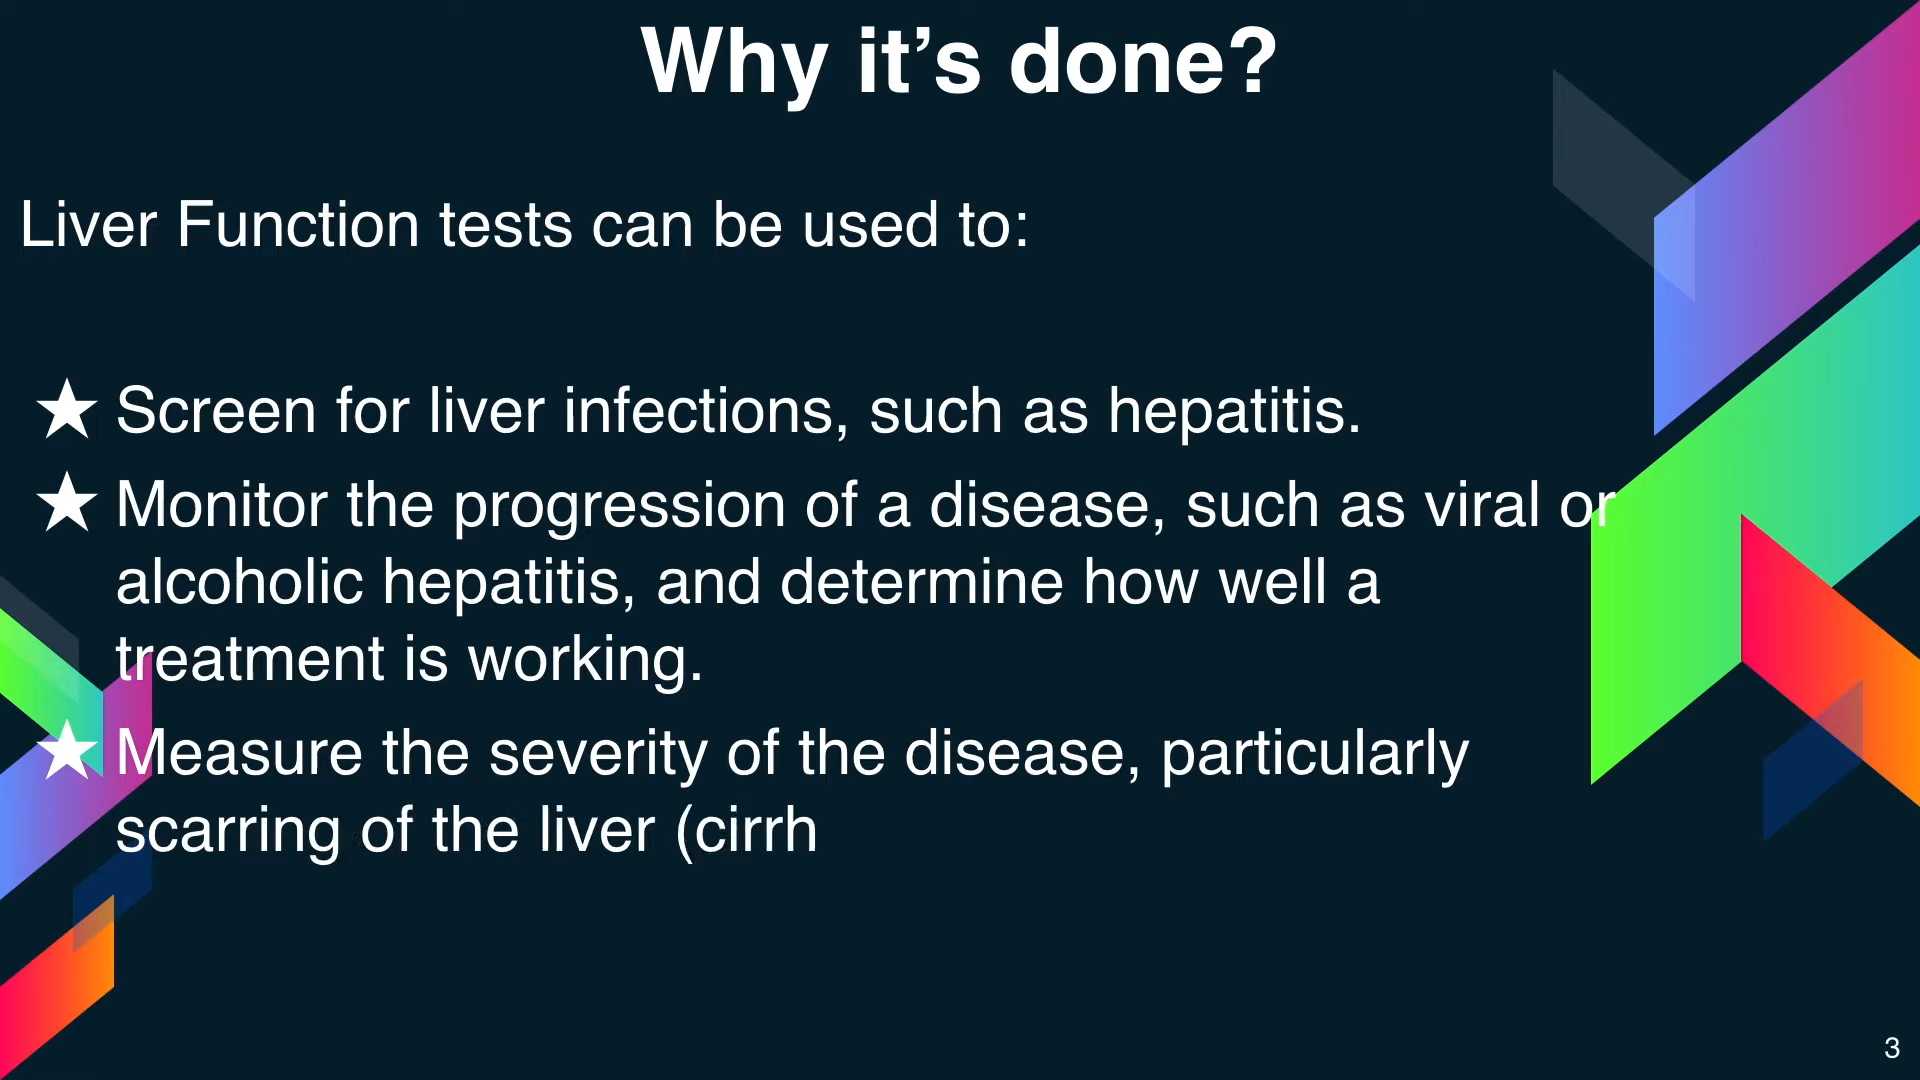 Why it’s done?
Liver Function tests can be used to:
★ Screen for liver infections, such as hepatitis.
★ Monitor the progression of a disease, such as viral or
alcoholic hepatitis, and determine how well a
treatment is working.
★ Measure the severity of the disease, particularly
scarring of the liver (cirrh
3